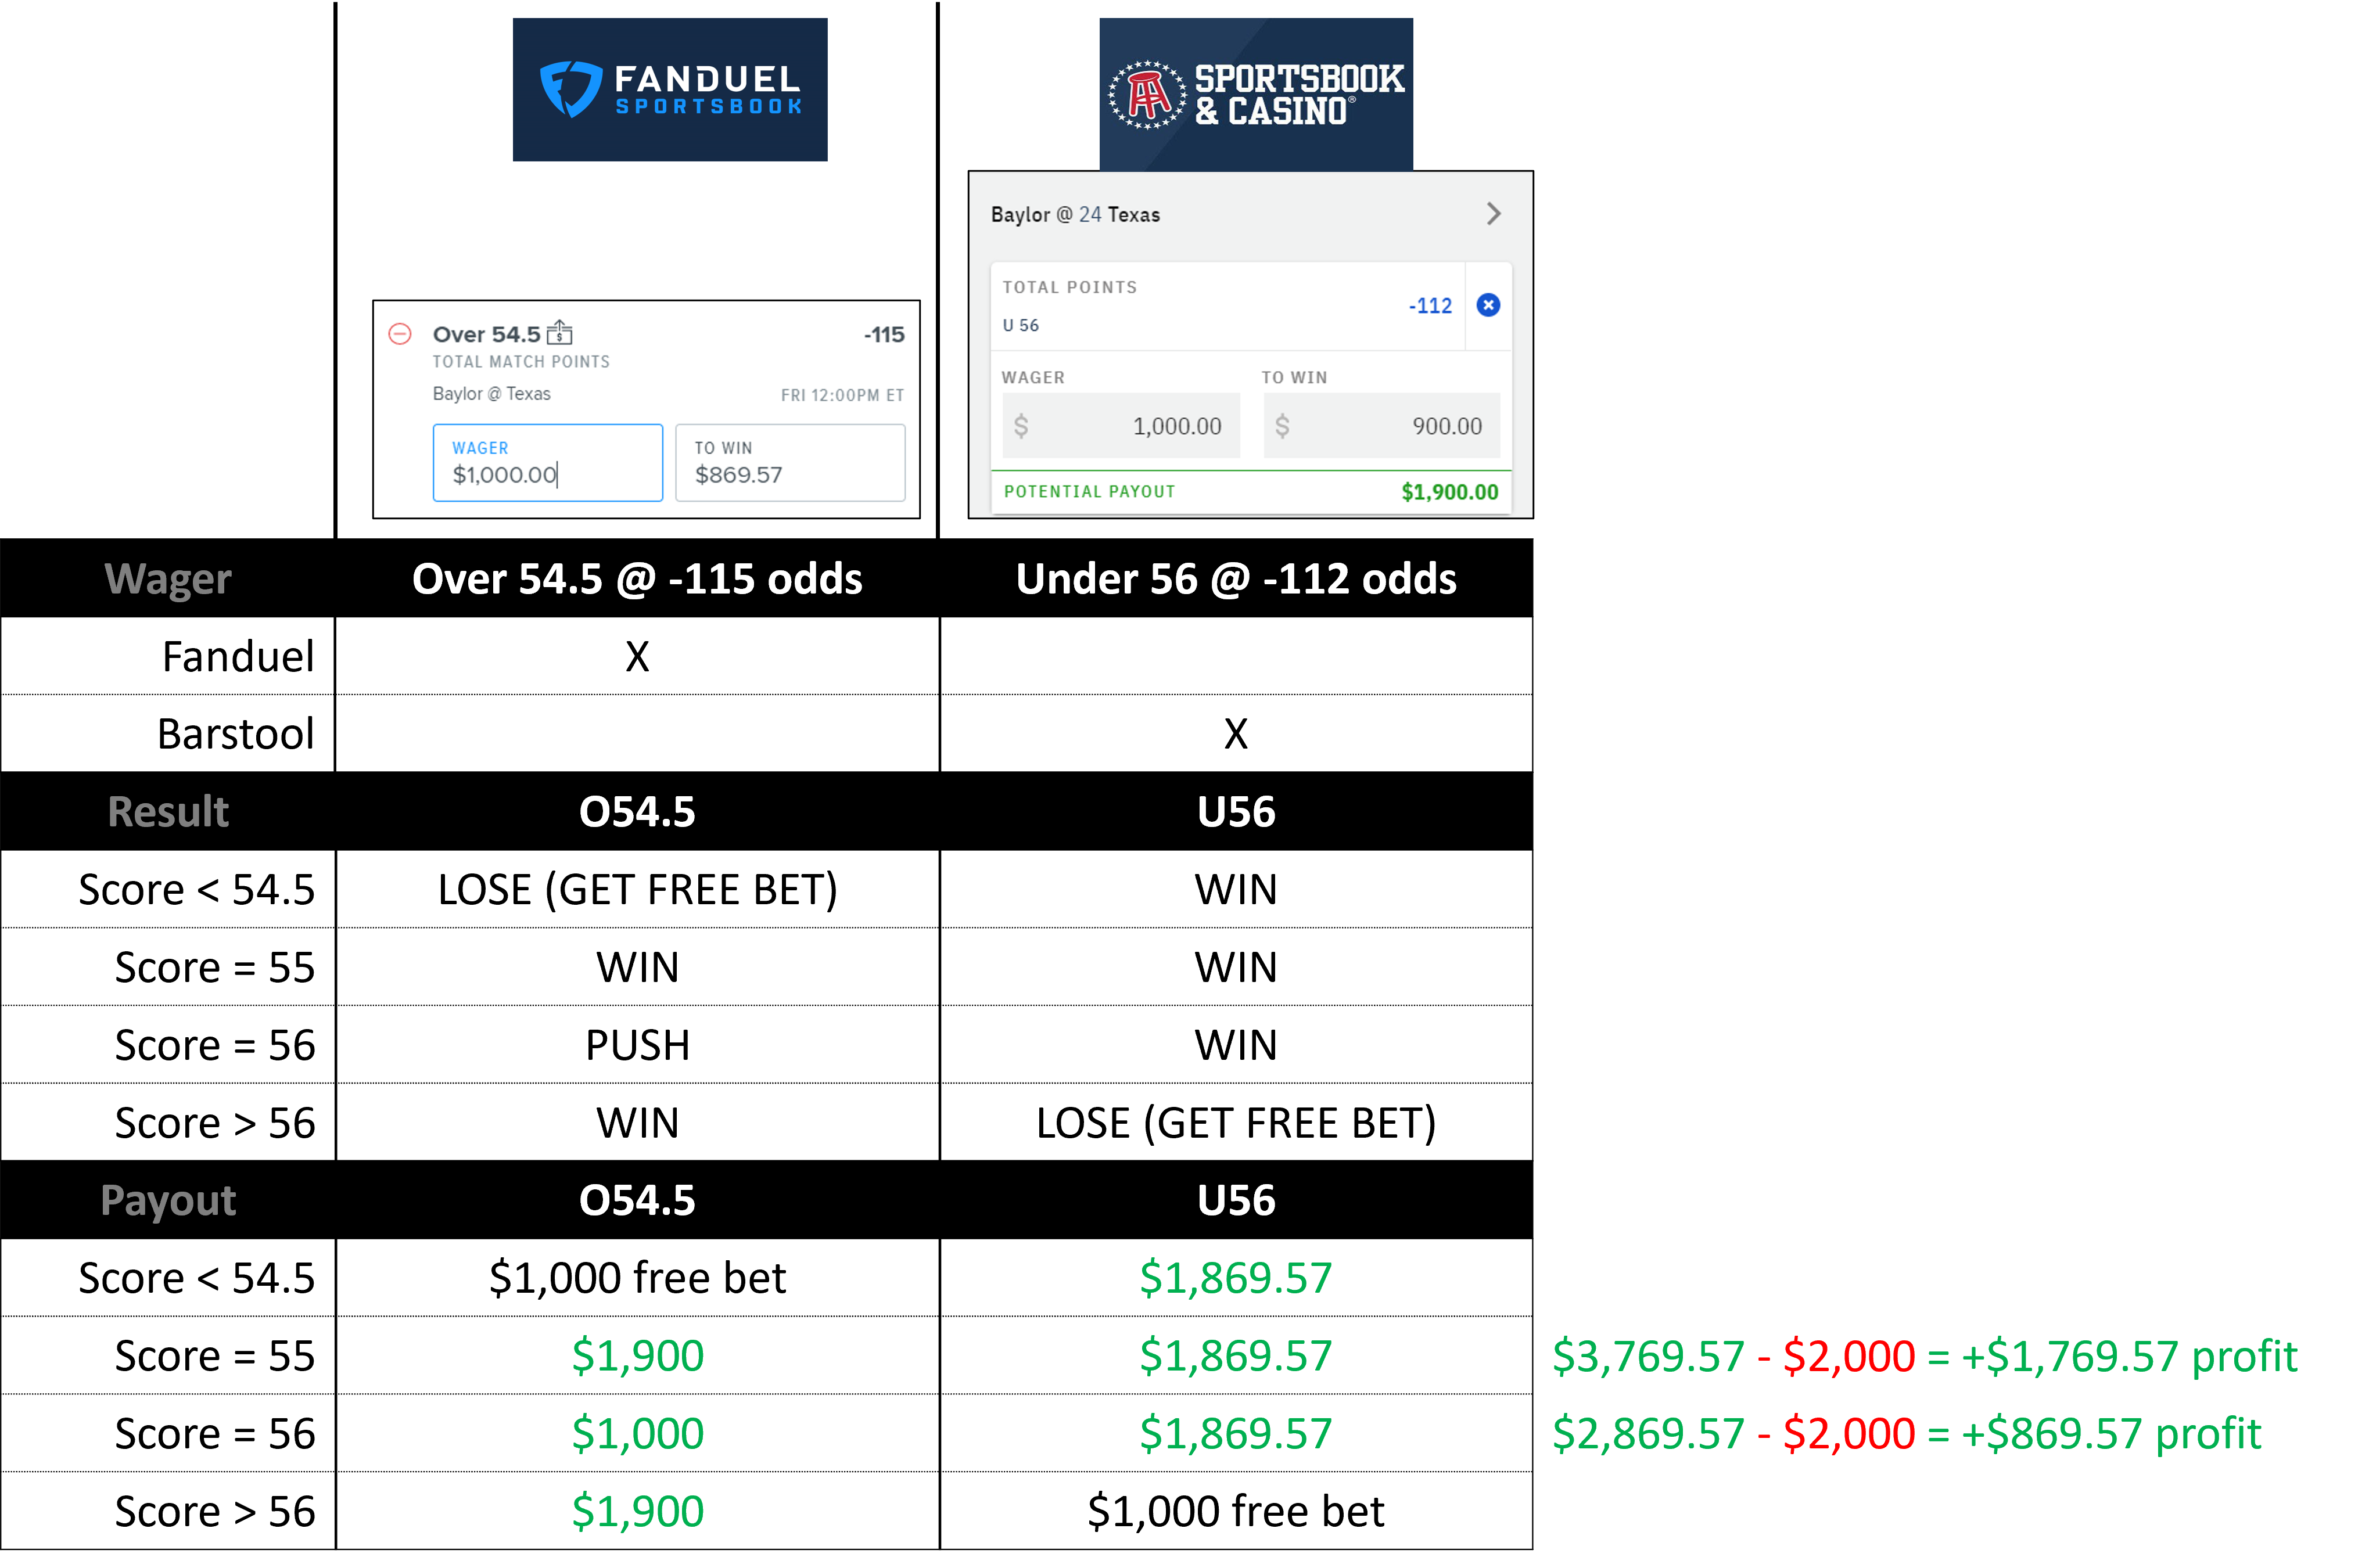 FANDUEL
SPORTSBOOK
SPORTSBOOK
& CASINO®
Baylor @ 24 Texas
TOTAL POINTS
-112
U 56
WAGER TO WIN
$ 1,000.00 $ 900.00
POTENTIAL PAYOUT $1,900.00
Over 54.5 $ -115
TOTAL MATCH POINTS
Baylor @ Texas FRI 12:00PM ET
WAGER TO WIN
$1,000.00 $869.57
Wager Over 54.5 @ -115 odds Under 56 @ -112 odds
Fanduel X
Barstool X
Result O54.5 U56
Score < 54.5 LOSE (GET FREE BET) WIN
Score = 55 WIN WIN
Score = 56 PUSH WIN
Score > 56 WIN LOSE (GET FREE BET)
Payout O54.5 U56
Score < 54.5 $1,000 free bet $1,869.57
Score = 55 $1,900 $1,869.57 $3,769.57 - $2,000 = +$1,769.57 profit
Score = 56 $1,000 $1,869.57 $2,869.57 - $2,000 = +$869.57 profit
Score > 56 $1,900 $1,000 free bet